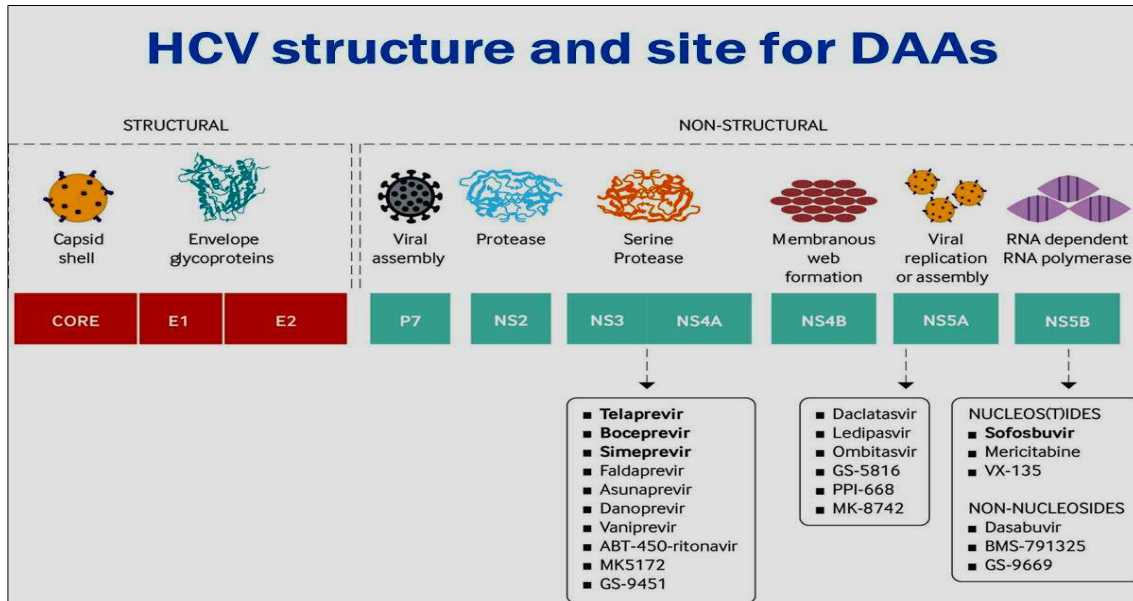 HCV structure and site for DAAs
STRUCTURAL
NON-STRUCTURAL
Capsid
shell
Envelope
glycoproteins
Viral
assembly
Protease
Serine
Protease
Membranous
web
formation
Viral
replication
or assembly
RNA dependent
RNA polymerase
CORE
E1
E2
P7
NS2
NS3
NS4A
NS4B
NS5A
NS5B
■ Telaprevir
■ Boceprevir
■ Simeprevir
■ Faldaprevir
■ Asunaprevir
■ Danoprevir
■ Vaniprevir
■ ABT-450-ritonavir
■ MK5172
■ GS-9451
■ Daclatasvir
■ Ledipasvir
■ Ombitasvir
■ GS-5816
■ PPI-668
■ MK-8742
NUCLEOS(T)IDES
■ Sofosbuvir
■ Mericitabine
■ VX-135
NON-NUCLEOSIDES
■ Dasabuvir
■ BMS-791325
■ GS-9669